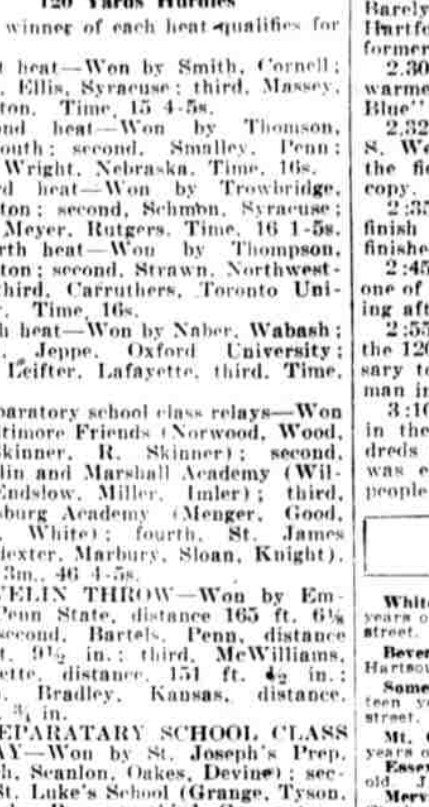 120 Yards Hurdles
winner of each heat qualifies for
heat—Won by Smith, Cornell;
Ellis, Syracuse; third, Massey,
ton. Time, 15 4-5s.
ond heat—Won by Thomson,
outh; second, Smalley, Penn;
Wright, Nebraska. Time, 16s.
rd heat—Won by Trowbridge,
ton; second, Schmbn, Syracuse;
Meyer, Rutgers. Time, 16 1-5s.
rth heat—Won by Thompson,
ton; second, Strawn, Northwest-
hird, Carruthers, Toronto Uni-
Time, 16s.
h heat—Won by Naber, Wabash;
Jeppe, Oxford University;
Leifter, Lafayette, third. Time,
paratory school class relays—Won
timore Friends (Norwood, Wood,
kinner, R. Skinner); second,
lin and Marshall Academy (Wil-
Endslow, Miller, Imler); third,
sburg Academy (Menger, Good,
White); fourth, St. James
dexter, Marbury, Sloan, Knight).
3m., 46 4-5s.
VELIN THROW—Won by Em-
Penn State, distance 165 ft. 6⅛
second, Bartels, Penn, distance
t. 9½ in.; third, McWilliams,
ette, distance, 151 ft. in.;
Bradley, Kansas, distance,
¾ in.
EPARATARY SCHOOL CLASS
AY—Won by St. Joseph's Prep.
h, Scanlon, Oakes, Devine); sec-
St. Luke's School (Grange, Tyson,
Barely
Hartfo
former
2.30
warme
Blue"
2.32
S. We
the fie
copy.
2:35
finish
finishe
2:45
one of
ing aft
2:55
the 120
sary to
man in
3:10
in the
dreds
was e
people
White
years o
street.
Bever
Hartsou
Some
teen ye
street.
Mt.
years o
Essex
old J
Merv